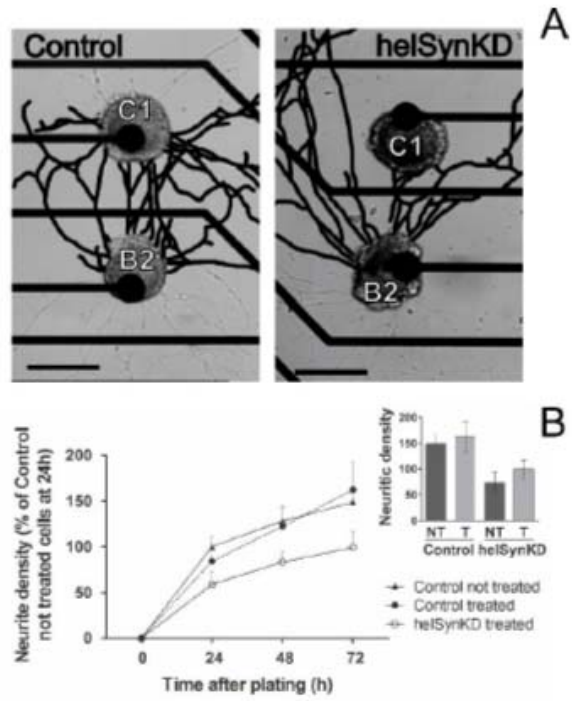 A
Control
helSynKD
C1
C1
B2
B2
B
Neurite density (% of Control
not treated cells at 24h)
200
150
100
50
0
0 24 48 72
Time after plating (h)
Neuritic density
200
150
100
50
0
NT T NT T
Control helSynKD
Control not treated
Control treated
helSynKD treated